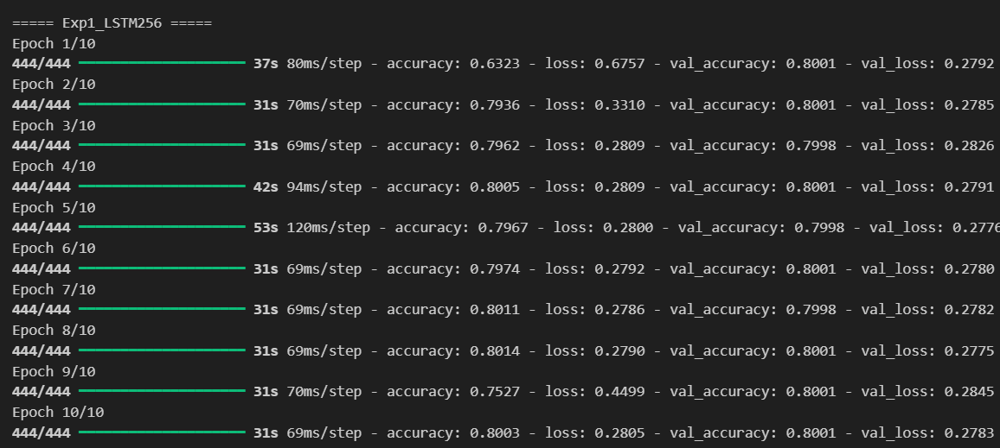 ===== Exp1_LSTM256 =====
Epoch 1/10
444/444 ━━━━━━━━━━━━━━━━━━━━ 37s 80ms/step - accuracy: 0.6323 - loss: 0.6757 - val_accuracy: 0.8001 - val_loss: 0.2792
Epoch 2/10
444/444 ━━━━━━━━━━━━━━━━━━━━ 31s 70ms/step - accuracy: 0.7936 - loss: 0.3310 - val_accuracy: 0.8001 - val_loss: 0.2785
Epoch 3/10
444/444 ━━━━━━━━━━━━━━━━━━━━ 31s 69ms/step - accuracy: 0.7962 - loss: 0.2809 - val_accuracy: 0.7998 - val_loss: 0.2826
Epoch 4/10
444/444 ━━━━━━━━━━━━━━━━━━━━ 42s 94ms/step - accuracy: 0.8005 - loss: 0.2809 - val_accuracy: 0.8001 - val_loss: 0.2791
Epoch 5/10
444/444 ━━━━━━━━━━━━━━━━━━━━ 53s 120ms/step - accuracy: 0.7967 - loss: 0.2800 - val_accuracy: 0.7998 - val_loss: 0.2776
Epoch 6/10
444/444 ━━━━━━━━━━━━━━━━━━━━ 31s 69ms/step - accuracy: 0.7974 - loss: 0.2792 - val_accuracy: 0.8001 - val_loss: 0.2780
Epoch 7/10
444/444 ━━━━━━━━━━━━━━━━━━━━ 31s 69ms/step - accuracy: 0.8011 - loss: 0.2786 - val_accuracy: 0.7998 - val_loss: 0.2782
Epoch 8/10
444/444 ━━━━━━━━━━━━━━━━━━━━ 31s 69ms/step - accuracy: 0.8014 - loss: 0.2790 - val_accuracy: 0.8001 - val_loss: 0.2775
Epoch 9/10
444/444 ━━━━━━━━━━━━━━━━━━━━ 31s 70ms/step - accuracy: 0.7527 - loss: 0.4499 - val_accuracy: 0.8001 - val_loss: 0.2845
Epoch 10/10
444/444 ━━━━━━━━━━━━━━━━━━━━ 31s 69ms/step - accuracy: 0.8003 - loss: 0.2805 - val_accuracy: 0.8001 - val_loss: 0.2783